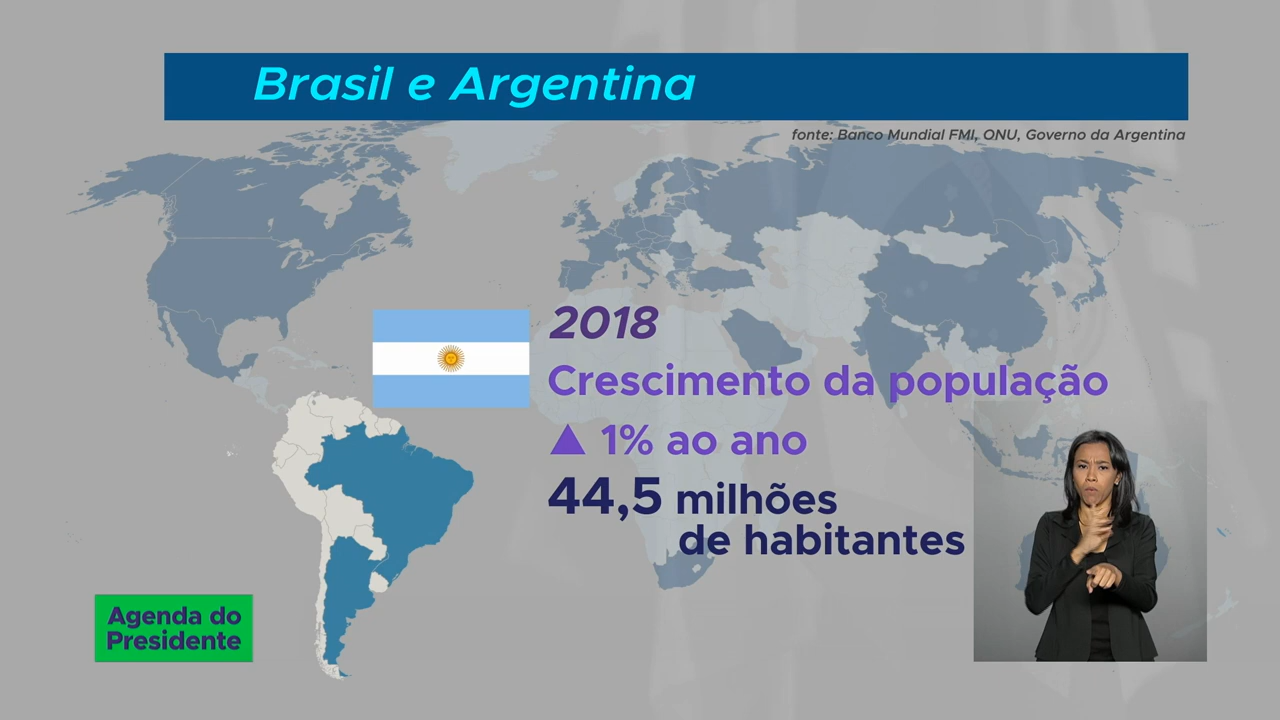 Brasil e Argentina
fonte: Banco Mundial FMI, ONU, Governo da Argentina
2018
Crescimento da população
▲ 1% ao ano
44,5 milhões
de habitantes
Agenda do
Presidente